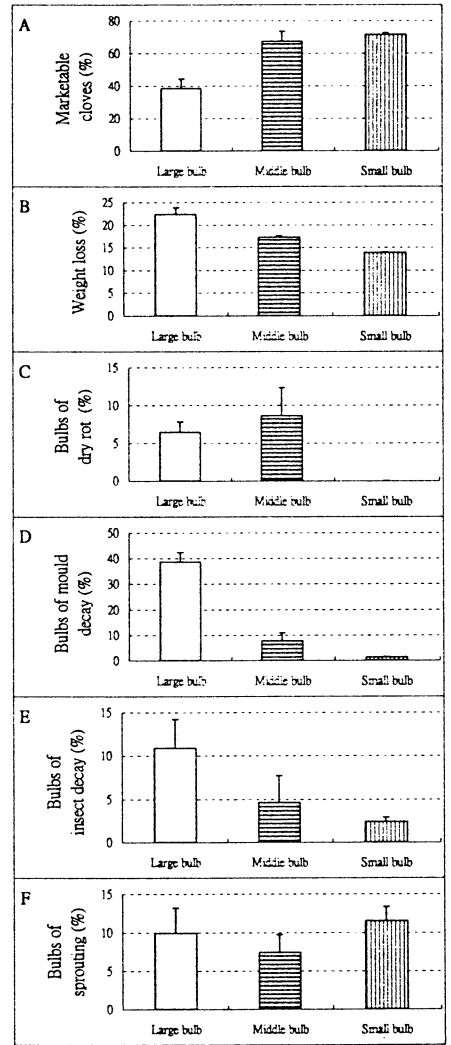 A
Marketable
cloves (%)
80
60
40
20
0
Large bulb
Middle bulb
Small bulb
B
Weight loss (%)
25
20
15
10
5
0
Large bulb
Middle bulb
Small bulb
C
Bulbs of
dry rot (%)
15
10
5
0
Large bulb
Middle bulb
Small bulb
D
Bulbs of mould
decay (%)
50
40
30
20
10
0
Large bulb
Middle bulb
Small bulb
E
Bulbs of
insect decay (%)
15
10
5
0
Large bulb
Middle bulb
Small bulb
F
Bulbs of
sprouting (%)
15
10
5
0
Large bulb
Middle bulb
Small bulb